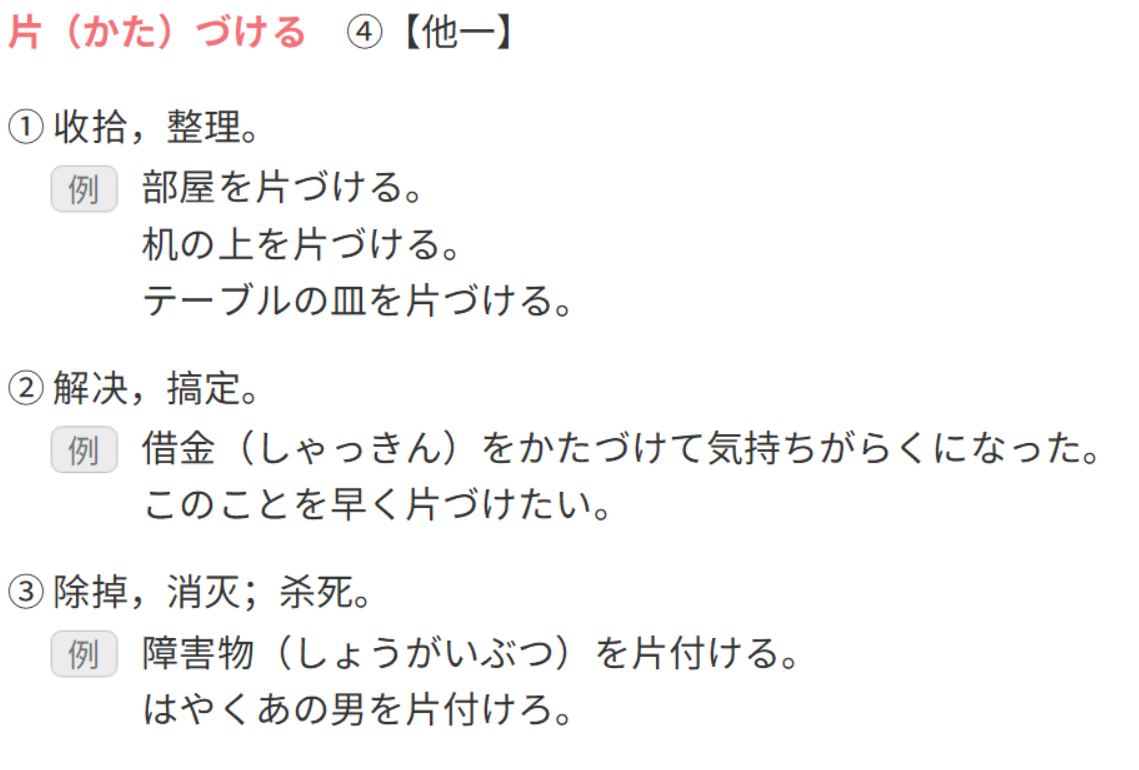 片（かた）づける ④【他一】
① 收拾，整理。
例 部屋を片づける。
机の上を片づける。
テーブルの皿を片づける。
② 解决，搞定。
例 借金（しゃっきん）をかたづけて気持ちがらくになった。
このことを早く片づけたい。
③ 除掉，消灭；杀死。
例 障害物（しょうがいぶつ）を片付ける。
はやくあの男を片付けろ。